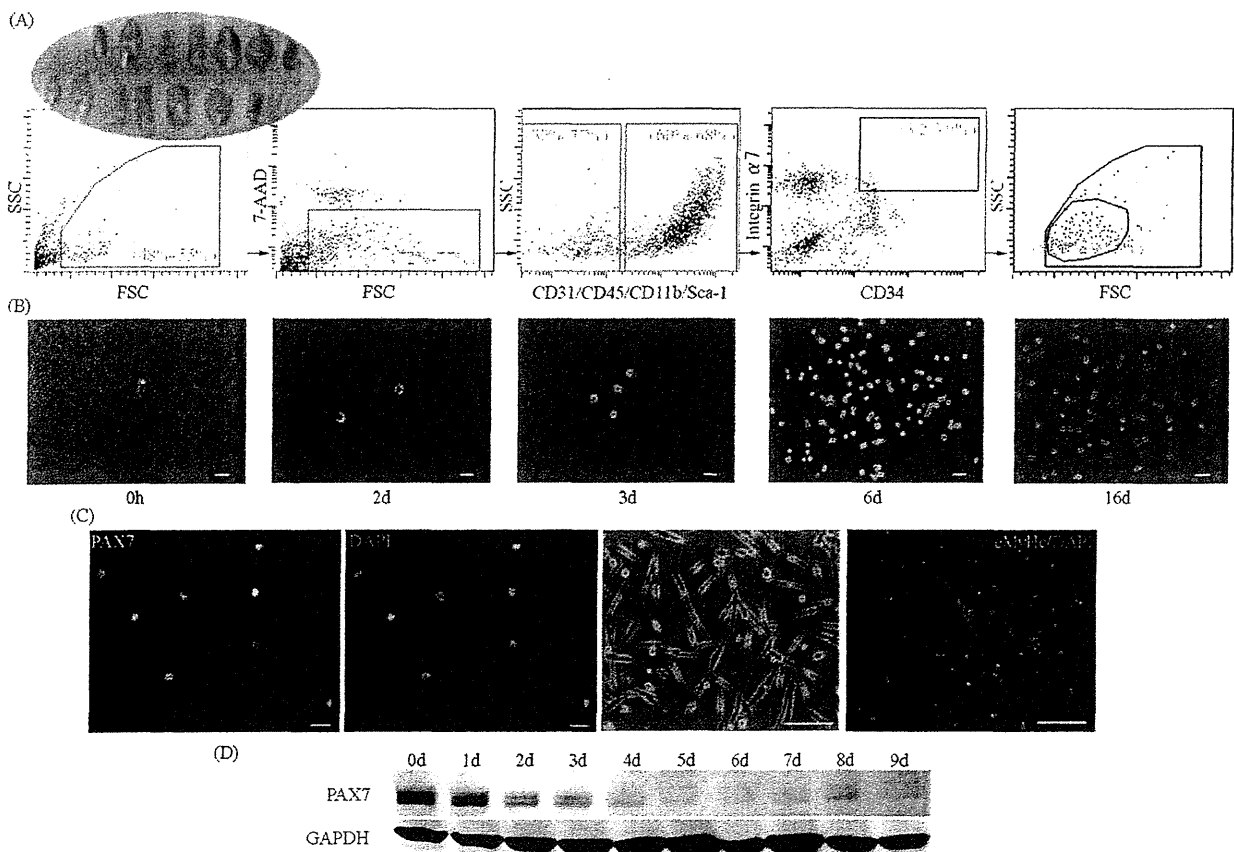 (A)
SSC
FSC
7-AAD
FSC
SSC
CD31/CD45/CD11b/Sca-1
Integrin α7
CD34
SSC
FSC
(B)
0h
2d
3d
6d
16d
(C)
PAX7
DAPI
(D)
0d 1d 2d 3d 4d 5d 6d 7d 8d 9d
PAX7
GAPDH